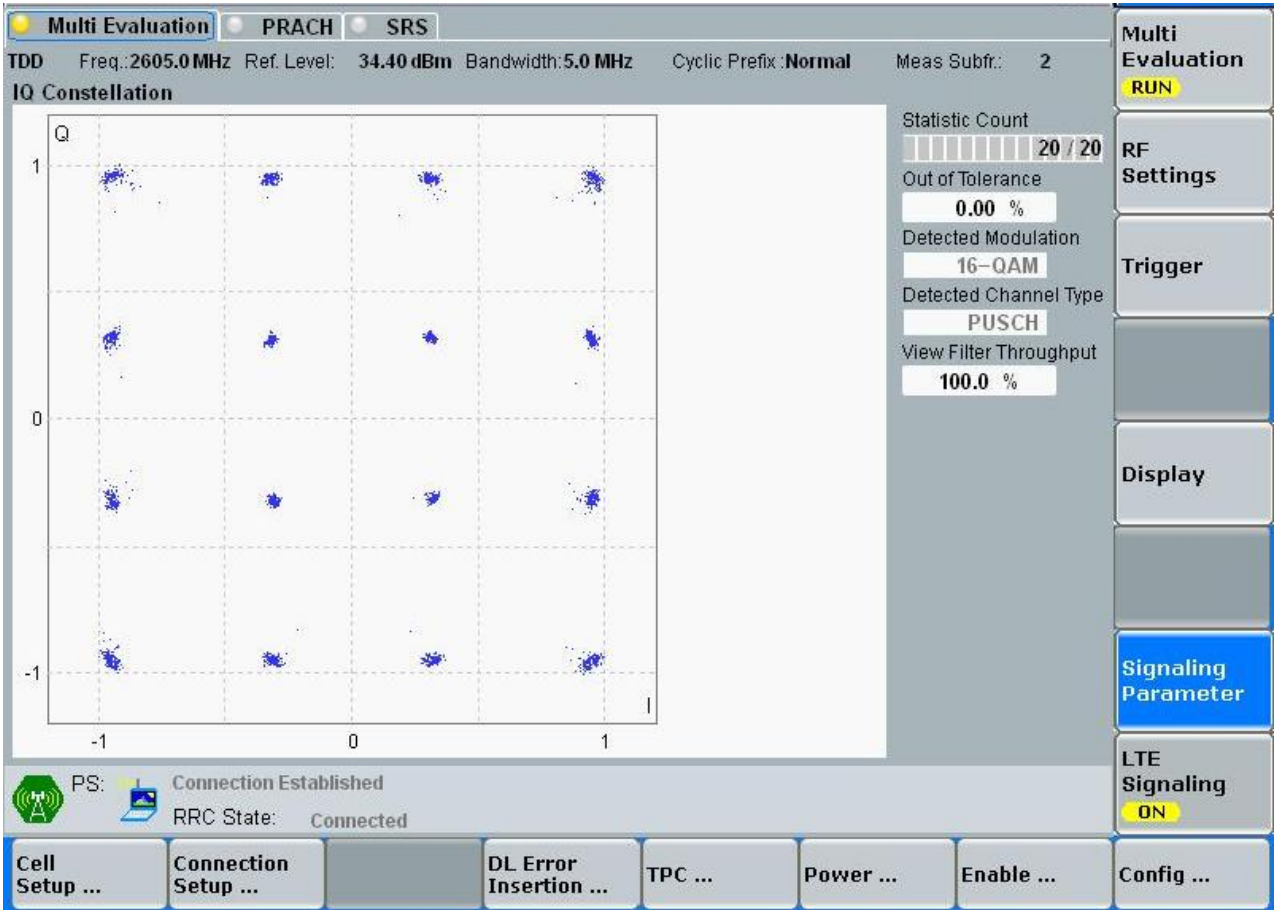 Multi Evaluation PRACH SRS
TDD Freq.:2605.0 MHz Ref. Level: 34.40 dBm Bandwidth:5.0 MHz Cyclic Prefix :Normal Meas Subfr.: 2
IQ Constellation
Q
1
0
-1
-1 0 1
I
Statistic Count
20 / 20
Out of Tolerance
0.00 %
Detected Modulation
16-QAM
Detected Channel Type
PUSCH
View Filter Throughput
100.0 %
Multi
Evaluation
RUN
RF
Settings
Trigger
Display
Signaling
Parameter
LTE
Signaling
ON
PS: Connection Established
RRC State: Connected
Cell
Setup ...
Connection
Setup ...
DL Error
Insertion ...
TPC ...
Power ...
Enable ...
Config ...